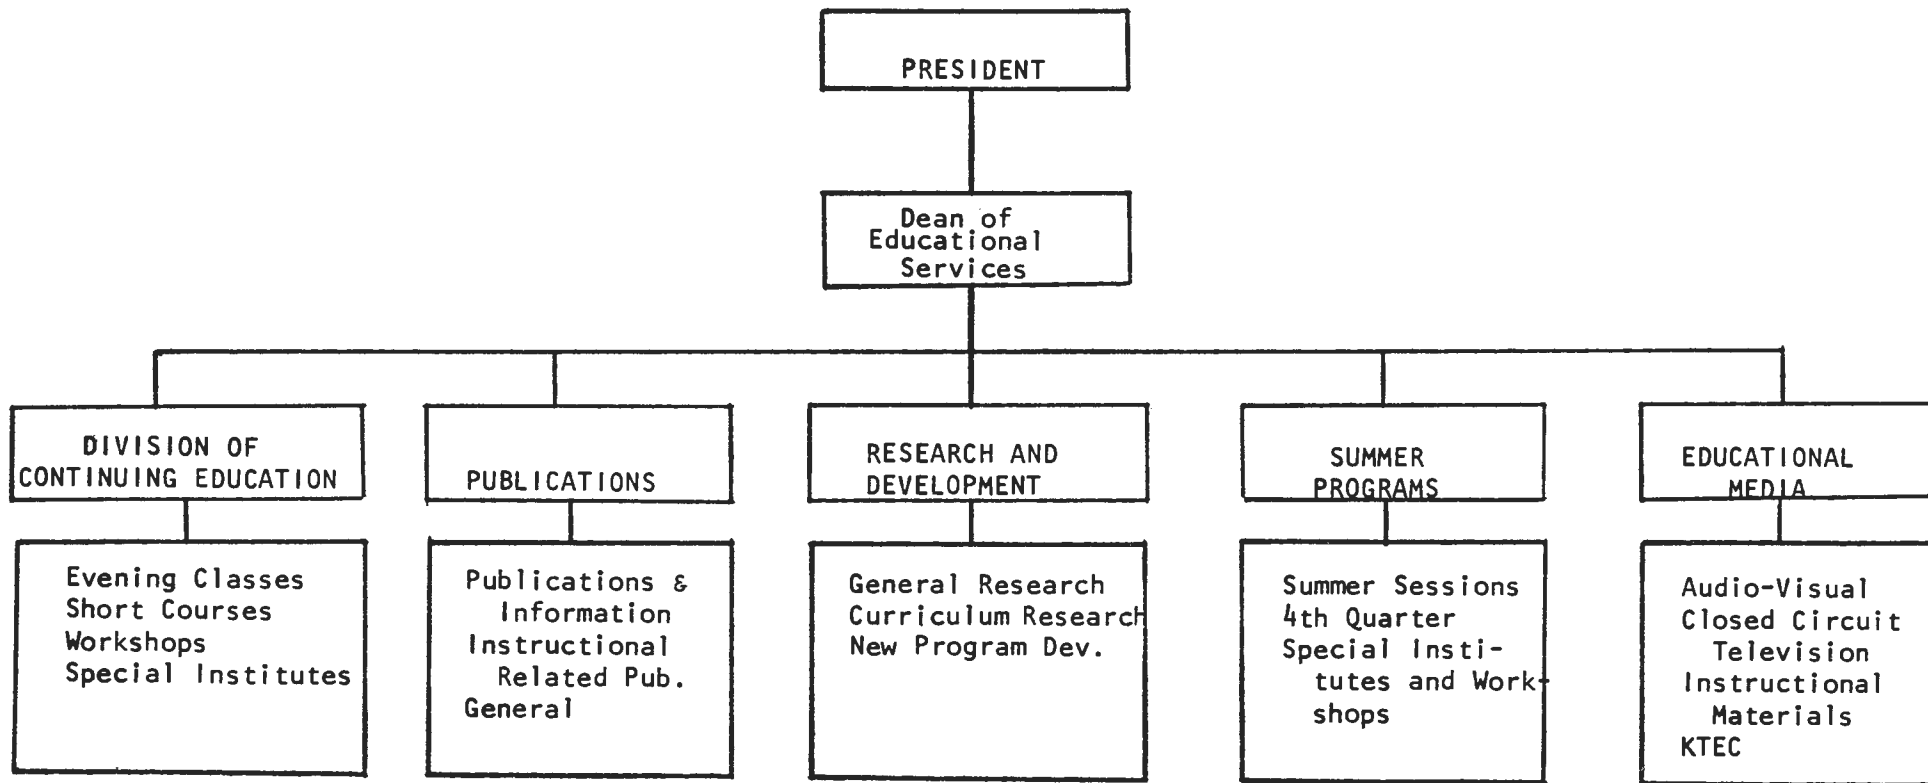 PRESIDENT
Dean of
Educational
Services
DIVISION OF
CONTINUING EDUCATION
PUBLICATIONS
RESEARCH AND
DEVELOPMENT
SUMMER
PROGRAMS
EDUCATIONAL
MEDIA
Evening Classes
Short Courses
Workshops
Special Institutes
Publications &
Information
Instructional
Related Pub.
General
General Research
Curriculum Research
New Program Dev.
Summer Sessions
4th Quarter
Special Insti-
tutes and Work-
shops
Audio-Visual
Closed Circuit
Television
Instructional
Materials
KTEC